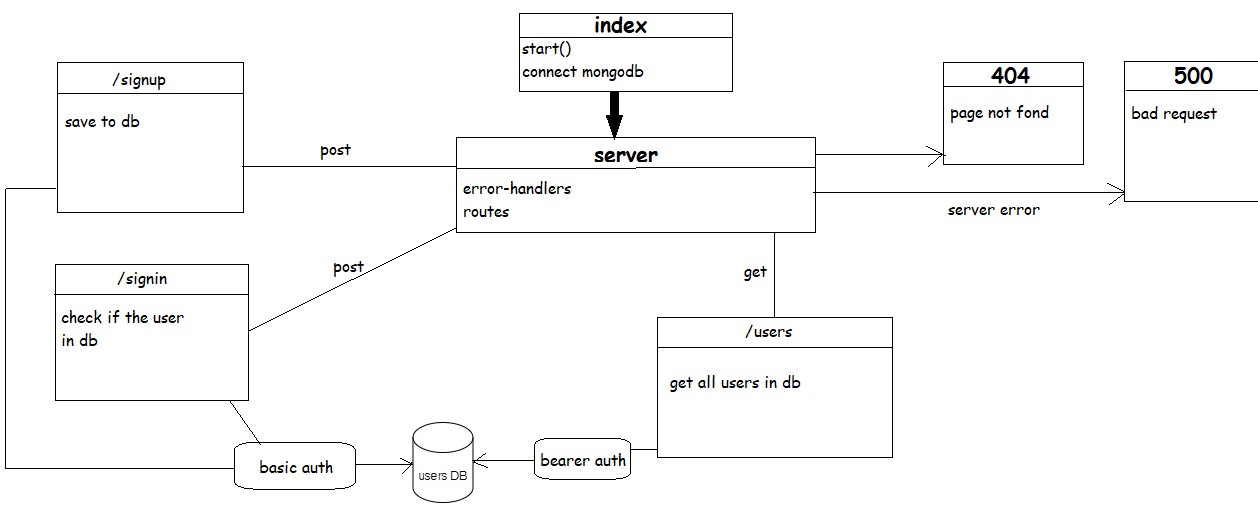 index
start()
connect mongodb
/signup
save to db
404
page not fond
500
bad request
post
server
error-handlers
routes
server error
/signin
check if the user
in db
post
get
/users
get all users in db
basic auth
users DB
bearer auth